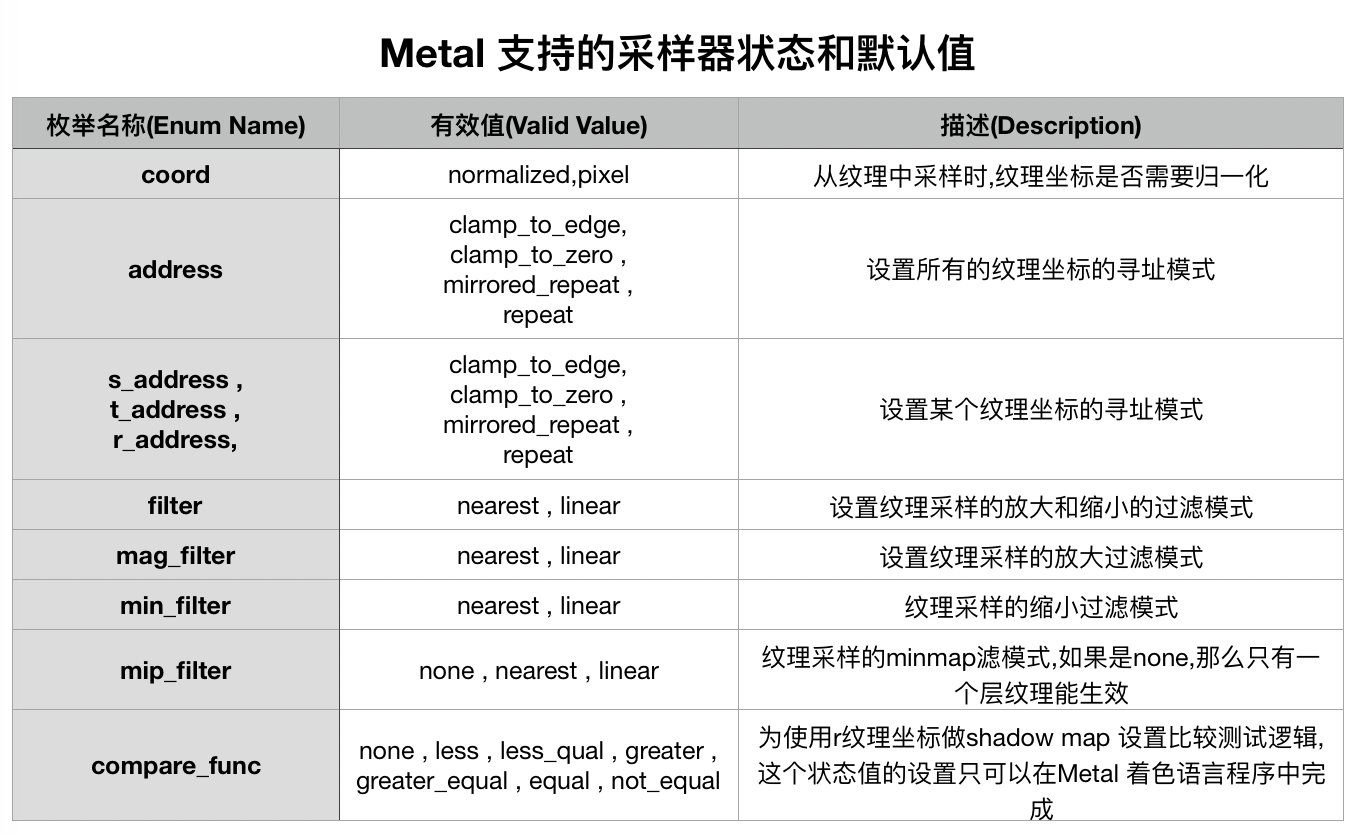 Metal 支持的采样器状态和默认值
枚举名称(Enum Name)
有效值(Valid Value)
描述(Description)
coord
normalized,pixel
从纹理中采样时,纹理坐标是否需要归一化
address
clamp_to_edge,
clamp_to_zero ,
mirrored_repeat ,
repeat
设置所有的纹理坐标的寻址模式
s_address ,
t_address ,
r_address,
clamp_to_edge,
clamp_to_zero ,
mirrored_repeat ,
repeat
设置某个纹理坐标的寻址模式
filter
nearest , linear
设置纹理采样的放大和缩小的过滤模式
mag_filter
nearest , linear
设置纹理采样的放大过滤模式
min_filter
nearest , linear
纹理采样的缩小过滤模式
mip_filter
none , nearest , linear
纹理采样的minmap滤模式,如果是none,那么只有一
个层纹理能生效
compare_func
none , less , less_qual , greater ,
greater_equal , equal , not_equal
为使用r纹理坐标做shadow map 设置比较测试逻辑,
这个状态值的设置只可以在Metal 着色语言程序中完
成